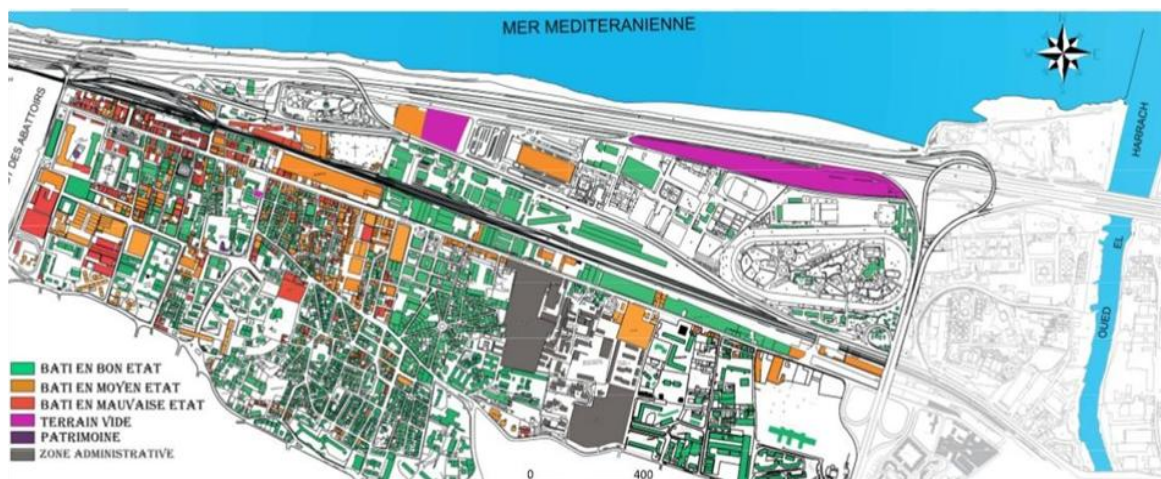 MER MEDITERANIENNE
N
W E
S
DES ABATTOIRS
HARRACH
EL
OUED
BATI EN BON ETAT
BATI EN MOYEN ETAT
BATI EN MAUVAISE ETAT
TERRAIN VIDE
PATRIMOINE
ZONE ADMINISTRATIVE
0 400